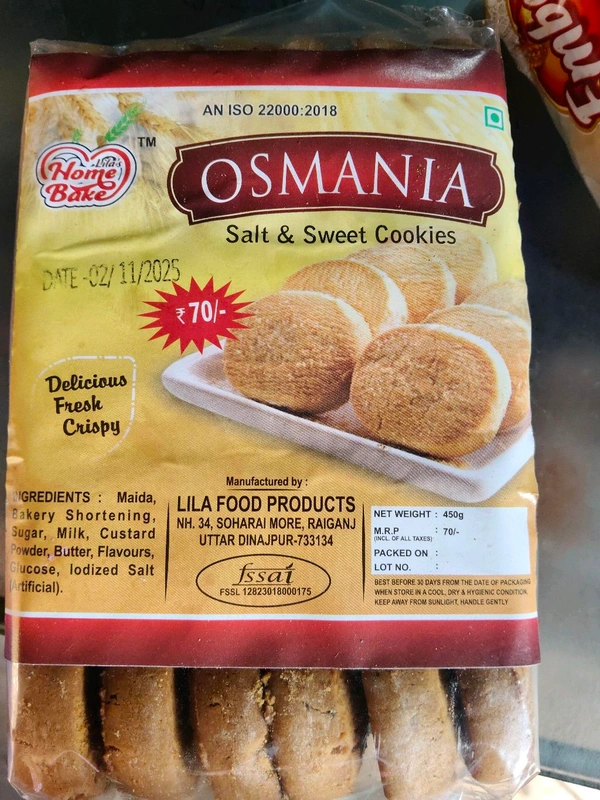 AN ISO 22000:2018
Lila's
Home
Bake
TM
OSMANIA
Salt & Sweet Cookies
DATE -02/11/2025
₹ 70/-
Delicious
Fresh
Crispy
INGREDIENTS : Maida,
Bakery Shortening,
Sugar, Milk, Custard
Powder, Butter, Flavours,
Glucose, Iodized Salt
(Artificial).
Manufactured by :
LILA FOOD PRODUCTS
NH. 34, SOHARAI MORE, RAIGANJ
UTTAR DINAJPUR-733134
fssai
FSSL 12823018000175
NET WEIGHT : 450g
M.R.P : 70/-
(INCL. OF ALL TAXES)
PACKED ON :
LOT NO. :
BEST BEFORE 30 DAYS FROM THE DATE OF PACKAGING
WHEN STORE IN A COOL, DRY & HYGIENIC CONDITION,
KEEP AWAY FROM SUNLIGHT, HANDLE GENTLY